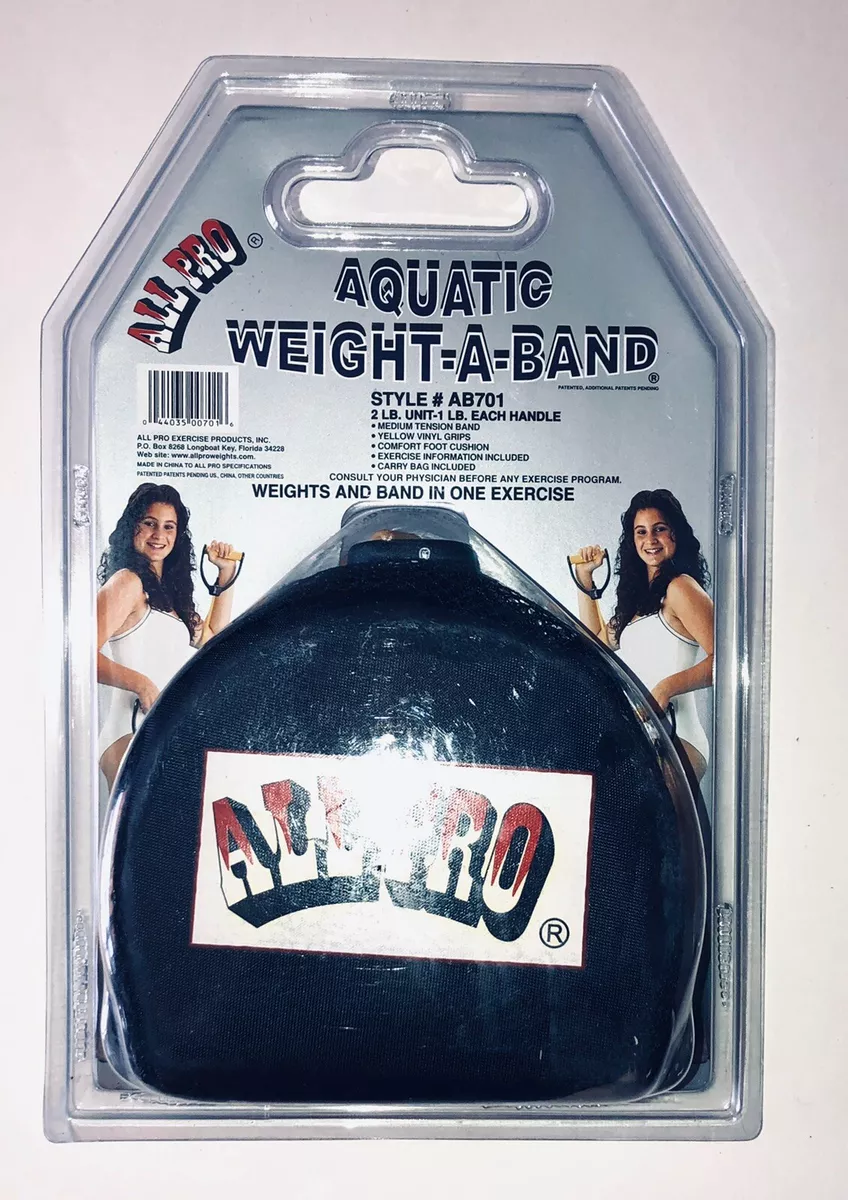 ALL PRO ®
AQUATIC
WEIGHT-A-BAND ®
PATENTED, ADDITIONAL PATENTS PENDING
STYLE # AB701
2 LB. UNIT-1 LB. EACH HANDLE
• MEDIUM TENSION BAND
• YELLOW VINYL GRIPS
• COMFORT FOOT CUSHION
• EXERCISE INFORMATION INCLUDED
• CARRY BAG INCLUDED
0 44035 00701 6
ALL PRO EXERCISE PRODUCTS, INC.
P.O. Box 8268 Longboat Key, Florida 34228
Web site: www.allproweights.com.
MADE IN CHINA TO ALL PRO SPECIFICATIONS
PATENTED PATENTS PENDING US., CHINA, OTHER COUNTRIES
CONSULT YOUR PHYSICIAN BEFORE ANY EXERCISE PROGRAM.
WEIGHTS AND BAND IN ONE EXERCISE
ALL PRO ®